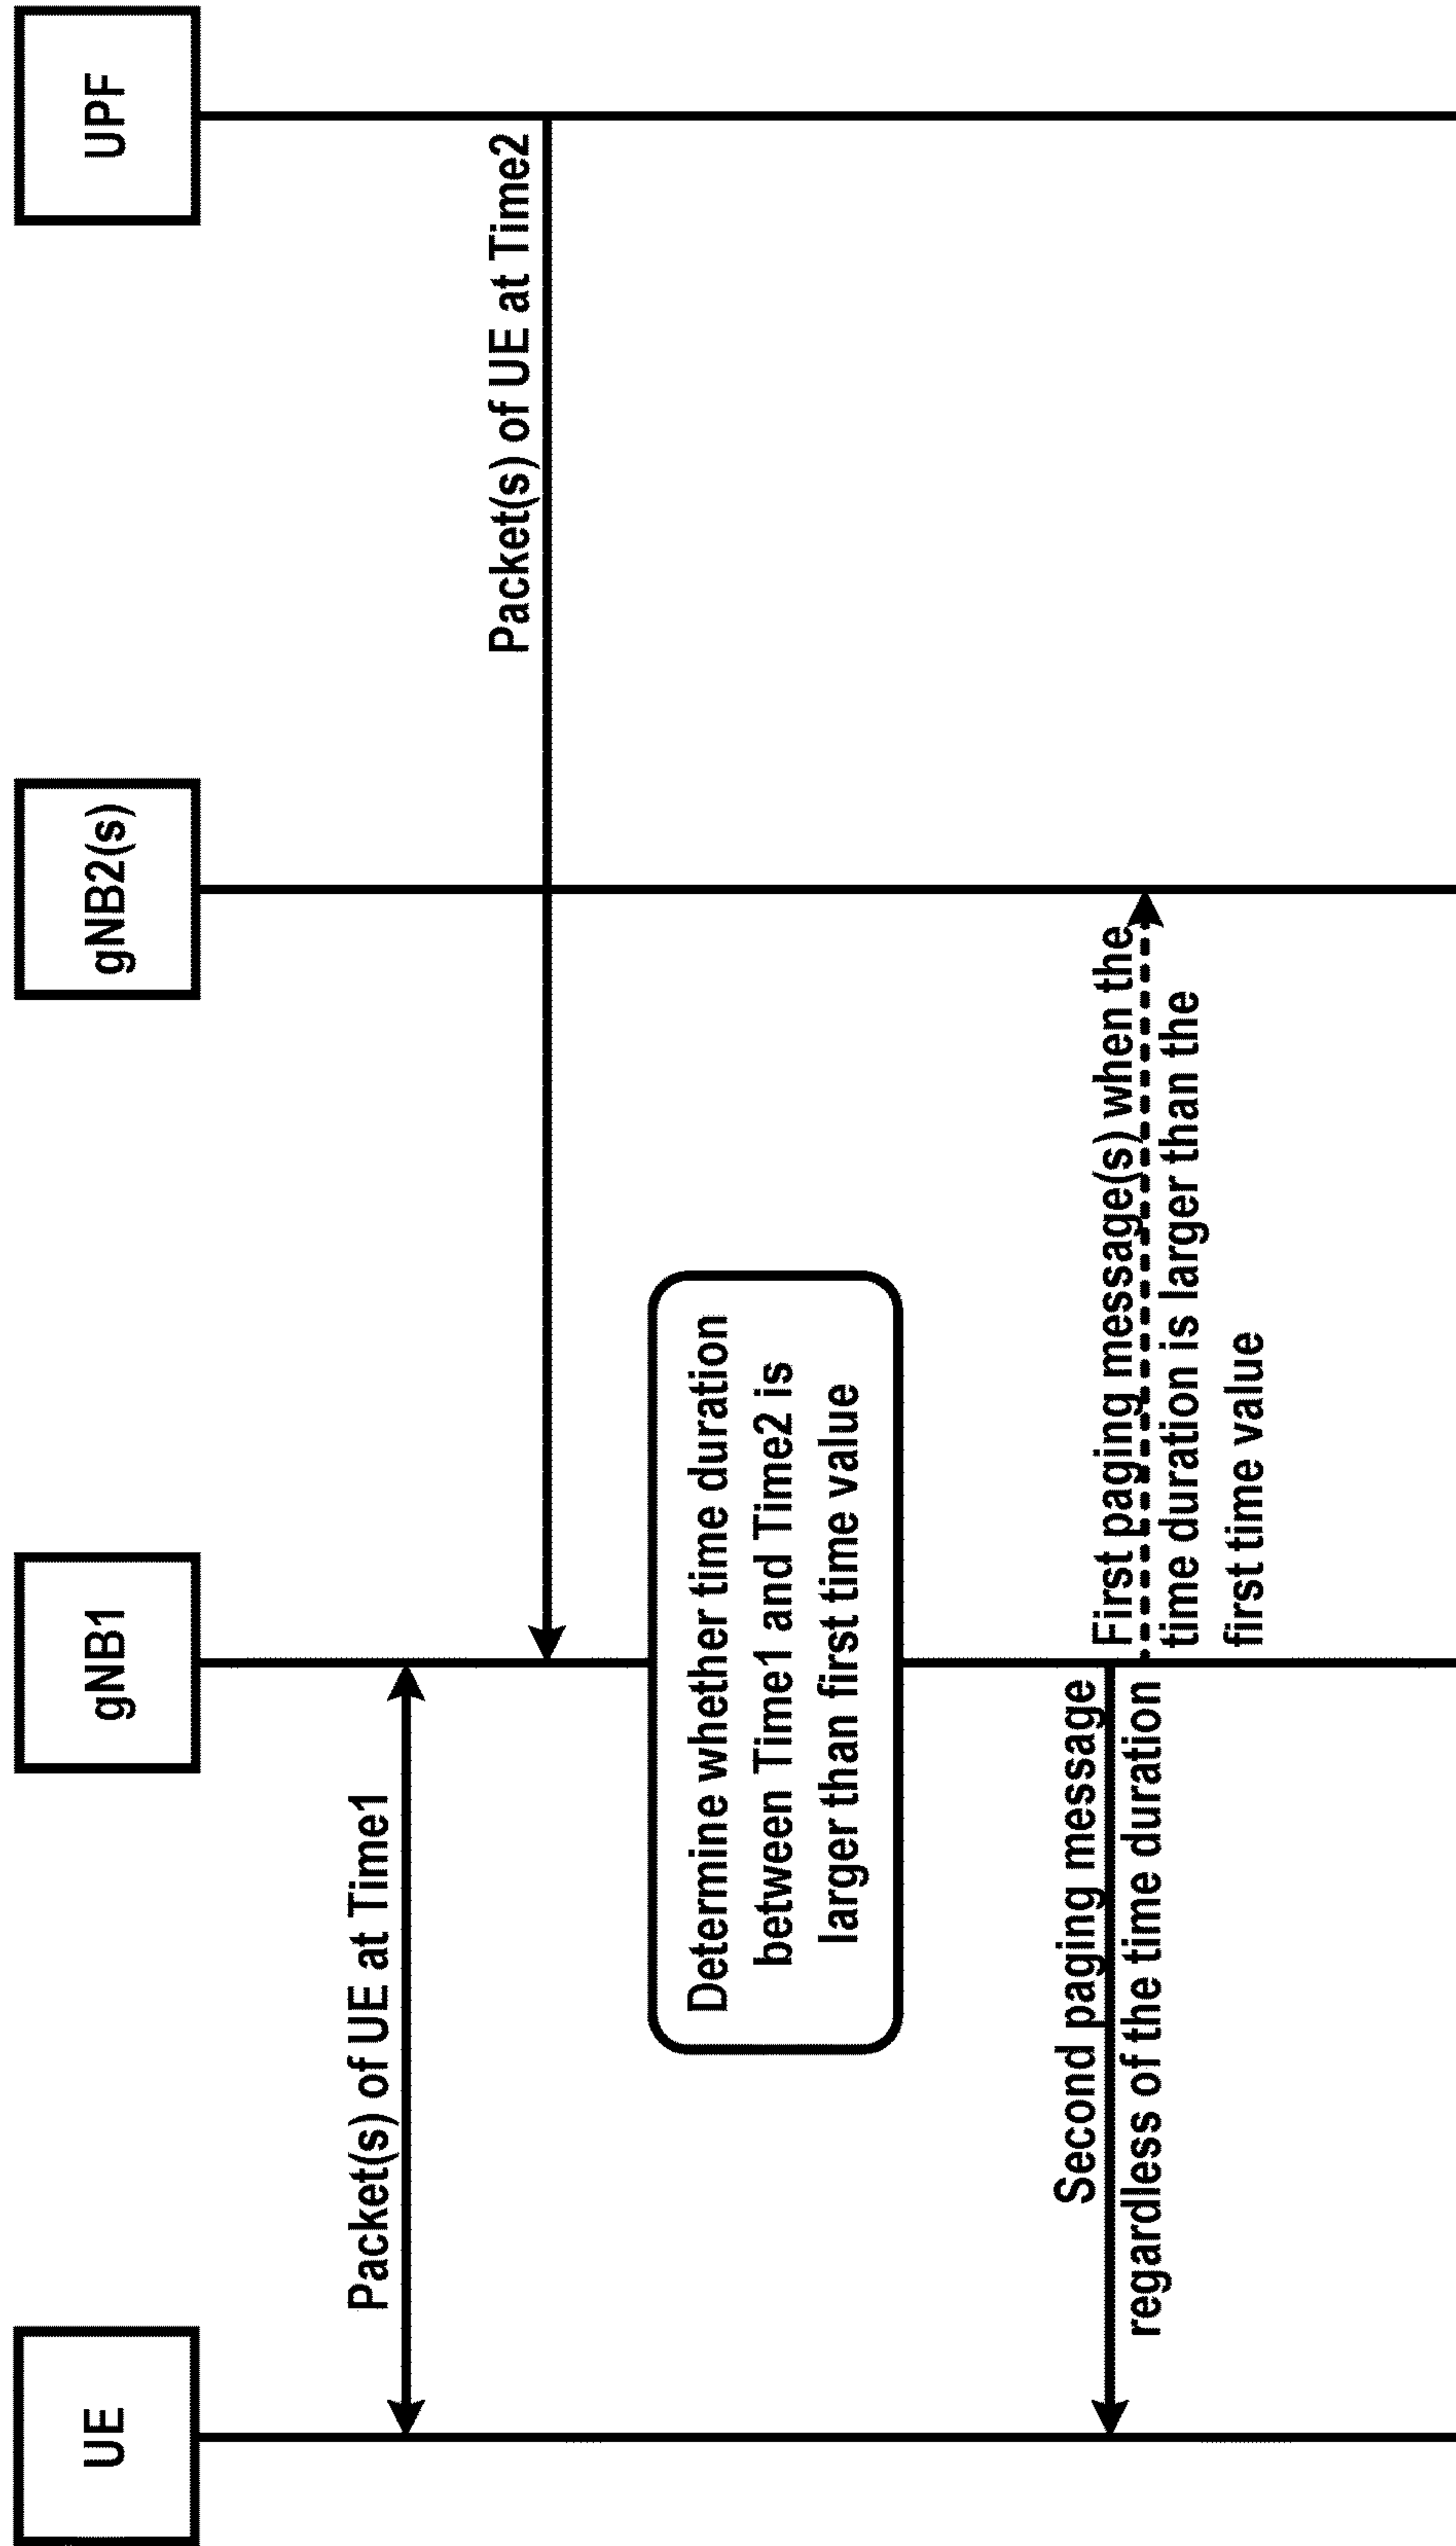 UE
gNB1
gNB2(s)
UPF
Packet(s) of UE at Time1
Packet(s) of UE at Time2
Determine whether time duration
between Time1 and Time2 is
larger than first time value
Second paging message
regardless of the time duration
First paging message(s) when the
time duration is larger than the
first time value